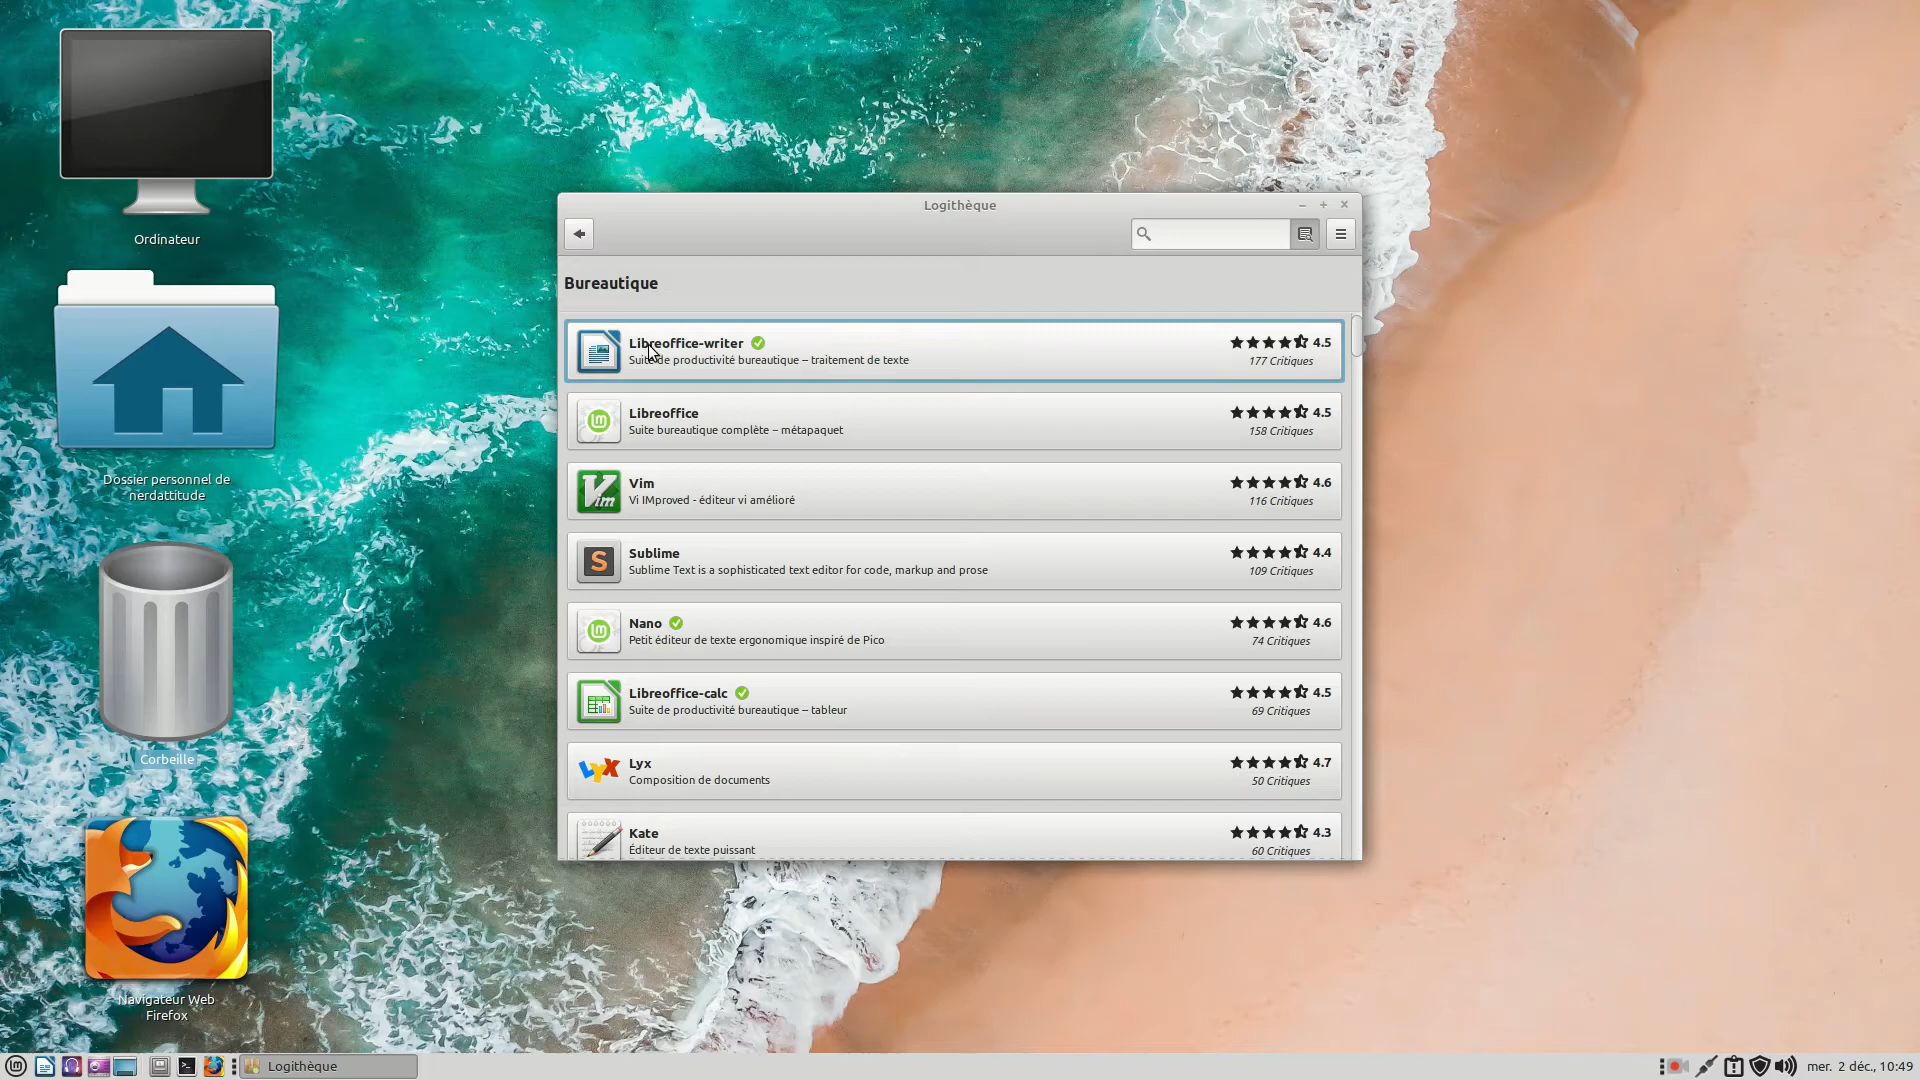 Ordinateur
Dossier personnel de
nerdattitude
Corbeille
Navigateur Web
Firefox
Logithèque
Bureautique
Libreoffice-writer
4.5
Suite de productivité bureautique – traitement de texte
177 Critiques
lm
Libreoffice
4.5
Suite bureautique complète – métapaquet
158 Critiques
Vim
Vim
4.6
Vi IMproved - éditeur vi amélioré
116 Critiques
S
Sublime
4.4
Sublime Text is a sophisticated text editor for code, markup and prose
109 Critiques
lm
Nano
4.6
Petit éditeur de texte ergonomique inspiré de Pico
74 Critiques
Libreoffice-calc
4.5
Suite de productivité bureautique – tableur
69 Critiques
LYX
Lyx
4.7
Composition de documents
50 Critiques
Kate
4.3
Éditeur de texte puissant
60 Critiques
Logithèque
mer. 2 déc., 10:49